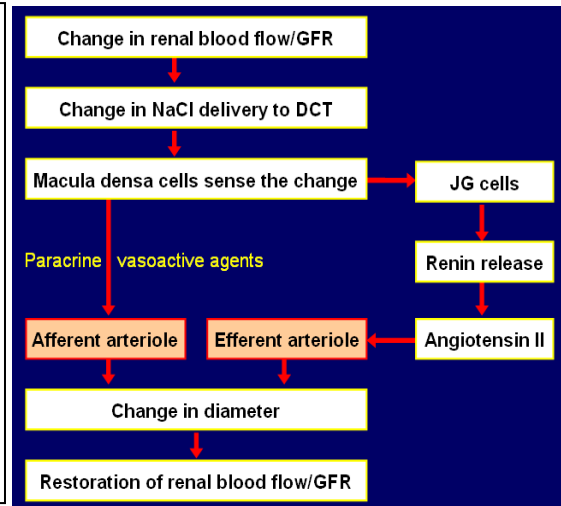 Change in renal blood flow/GFR
Change in NaCl delivery to DCT
Macula densa cells sense the change
JG cells
Paracrine vasoactive agents
Renin release
Afferent arteriole
Efferent arteriole
Angiotensin II
Change in diameter
Restoration of renal blood flow/GFR